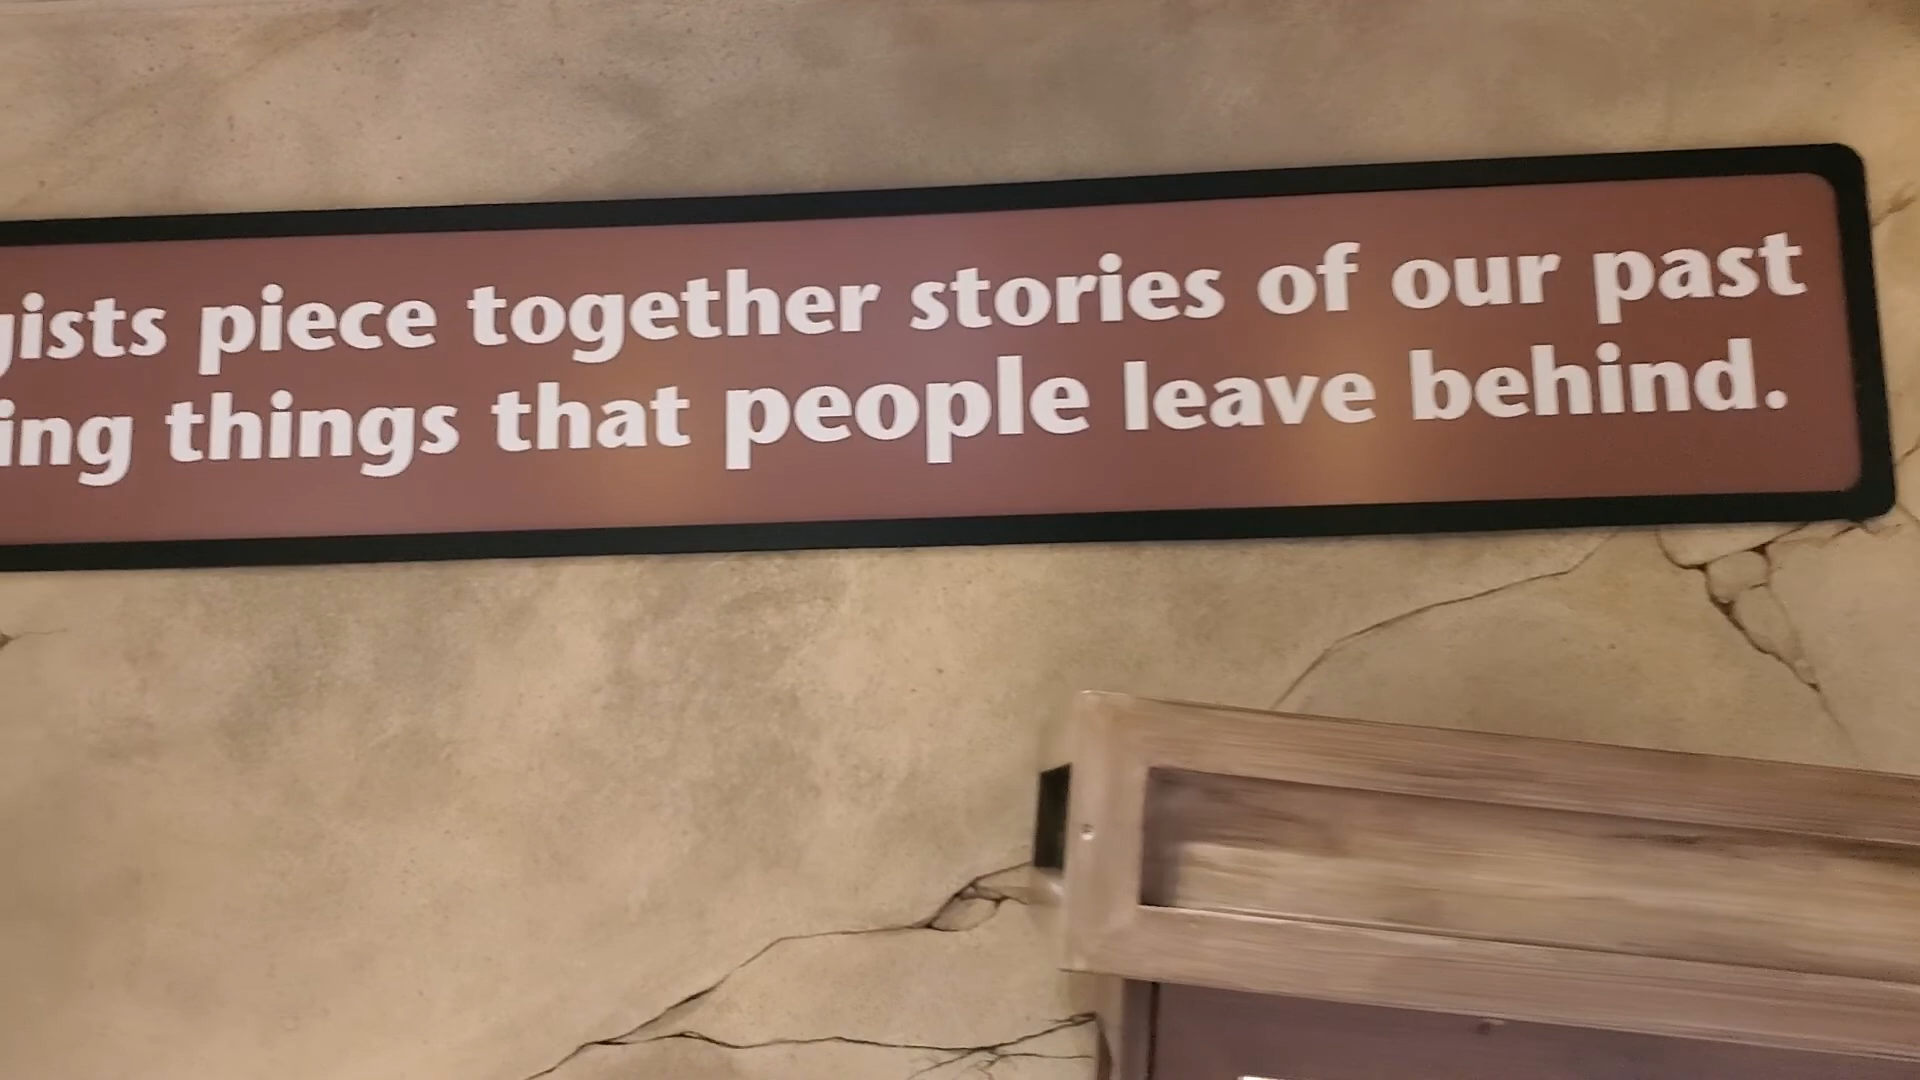 gists piece together stories of our past
ing things that people leave behind.